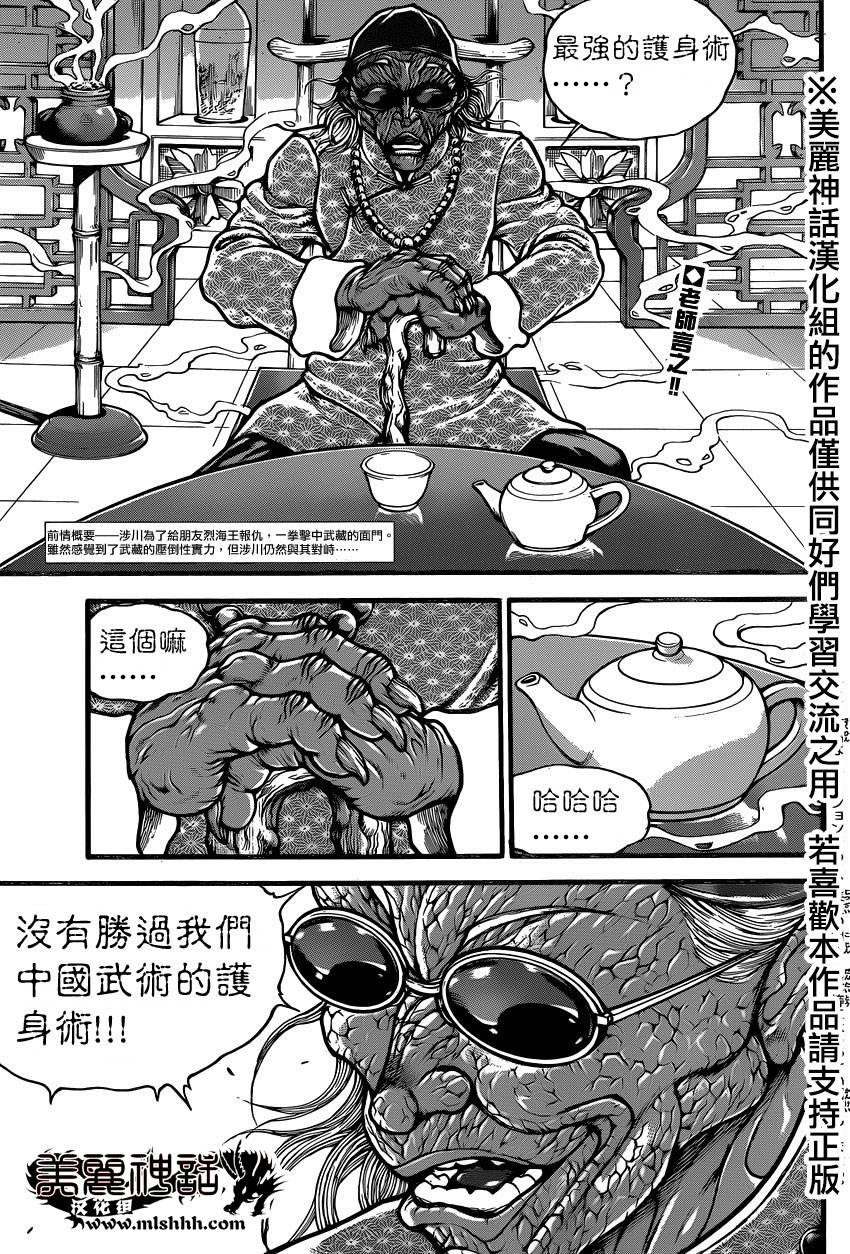 最強的護身術
……？
◆老師言之!!
前情概要——涉川為了給朋友烈海王報仇，一拳擊中武藏的面門。
雖然感覺到了武藏的壓倒性實力，但涉川仍然與其對峙……
哈哈哈
……
這個嘛
……
沒有勝過我們
中國武術的護
身術!!!
※美麗神話漢化組的作品僅供同好們學習交流之用，若喜歡本作品請支持正版
美麗神話
汉化组
www.mlshhh.com